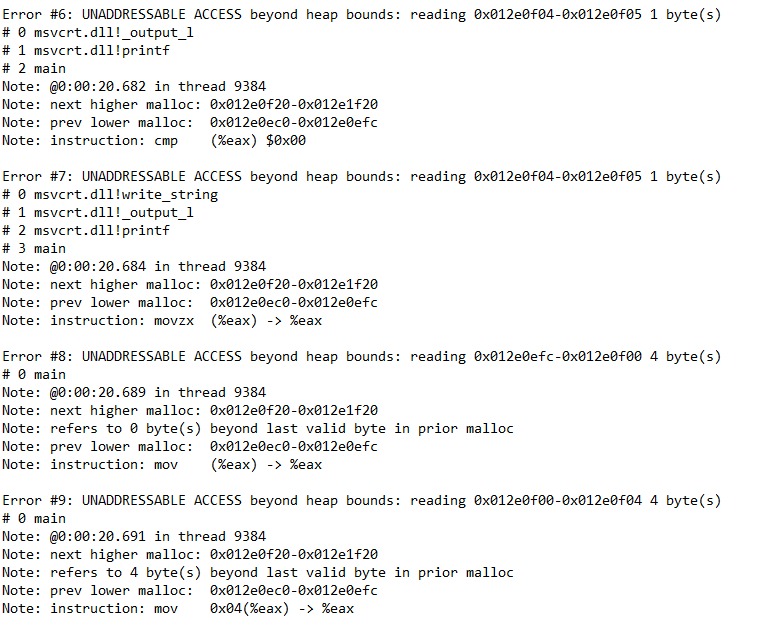 Error #6: UNADDRESSABLE ACCESS beyond heap bounds: reading 0x012e0f04-0x012e0f05 1 byte(s)
# 0 msvcrt.dll!_output_l
# 1 msvcrt.dll!printf
# 2 main
Note: @0:00:20.682 in thread 9384
Note: next higher malloc: 0x012e0f20-0x012e1f20
Note: prev lower malloc:  0x012e0ec0-0x012e0efc
Note: instruction: cmp    (%eax) $0x00

Error #7: UNADDRESSABLE ACCESS beyond heap bounds: reading 0x012e0f04-0x012e0f05 1 byte(s)
# 0 msvcrt.dll!write_string
# 1 msvcrt.dll!_output_l
# 2 msvcrt.dll!printf
# 3 main
Note: @0:00:20.684 in thread 9384
Note: next higher malloc: 0x012e0f20-0x012e1f20
Note: prev lower malloc:  0x012e0ec0-0x012e0efc
Note: instruction: movzx  (%eax) -> %eax

Error #8: UNADDRESSABLE ACCESS beyond heap bounds: reading 0x012e0efc-0x012e0f00 4 byte(s)
# 0 main
Note: @0:00:20.689 in thread 9384
Note: next higher malloc: 0x012e0f20-0x012e1f20
Note: refers to 0 byte(s) beyond last valid byte in prior malloc
Note: prev lower malloc:  0x012e0ec0-0x012e0efc
Note: instruction: mov    (%eax) -> %eax

Error #9: UNADDRESSABLE ACCESS beyond heap bounds: reading 0x012e0f00-0x012e0f04 4 byte(s)
# 0 main
Note: @0:00:20.691 in thread 9384
Note: next higher malloc: 0x012e0f20-0x012e1f20
Note: refers to 4 byte(s) beyond last valid byte in prior malloc
Note: prev lower malloc:  0x012e0ec0-0x012e0efc
Note: instruction: mov    0x04(%eax) -> %eax